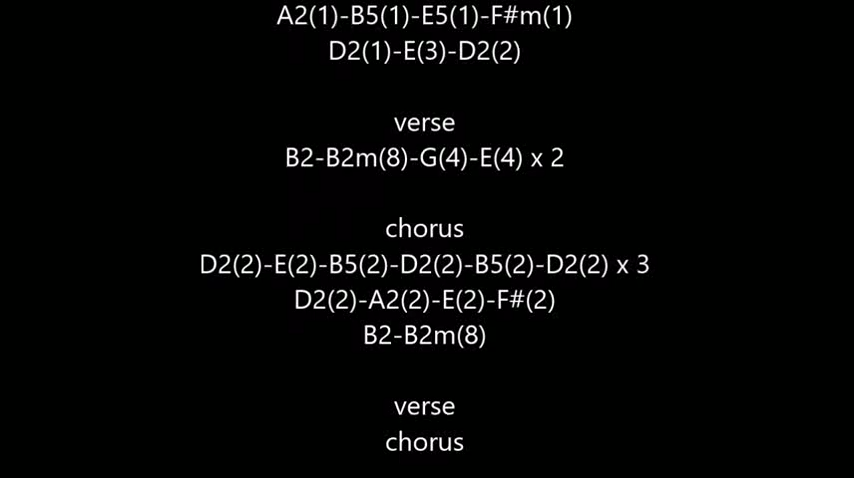 A2(1)-B5(1)-E5(1)-F#m(1)
D2(1)-E(3)-D2(2)
verse
B2-B2m(8)-G(4)-E(4) x 2
chorus
D2(2)-E(2)-B5(2)-D2(2)-B5(2)-D2(2) x 3
D2(2)-A2(2)-E(2)-F#(2)
B2-B2m(8)
verse
chorus